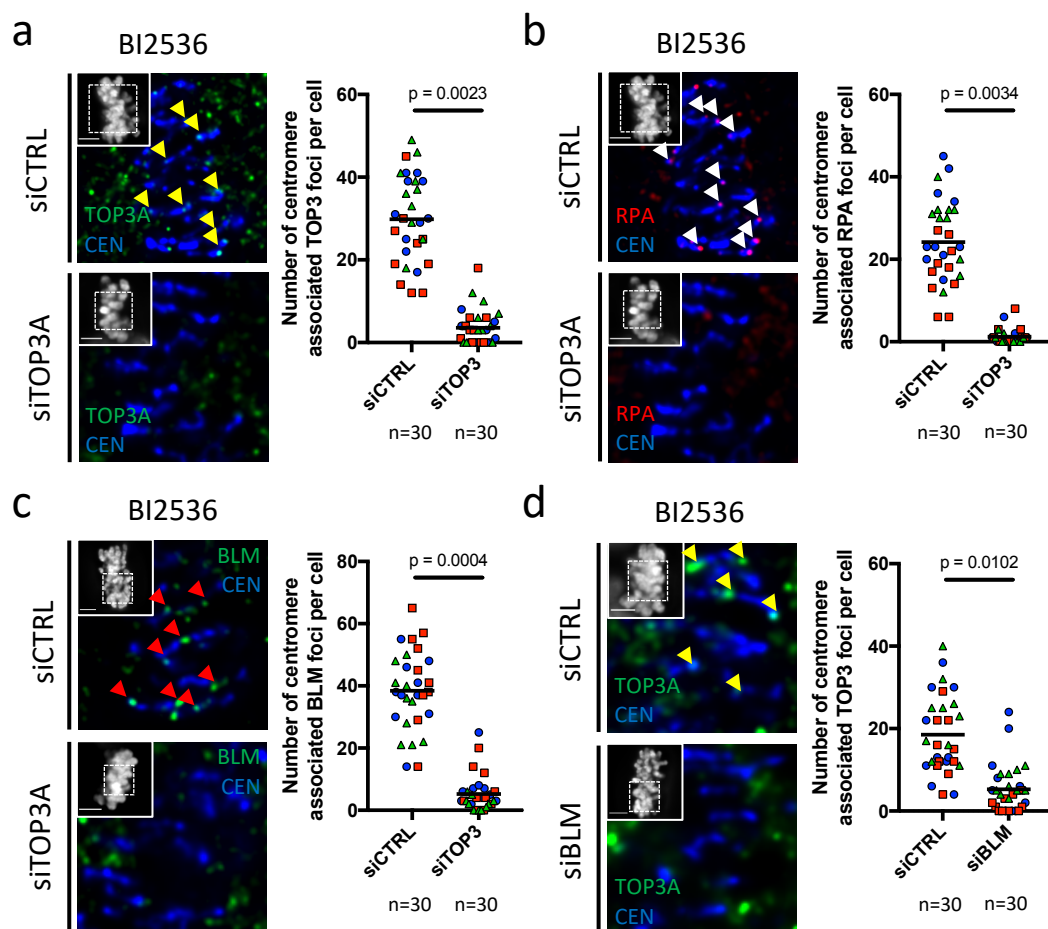 a
BI2536
siCTRL
TOP3A
CEN
siTOP3A
TOP3A
CEN
Number of centromere
associated TOP3 foci per cell
60
40
20
0
p = 0.0023
siCTRL
siTOP3
n=30
n=30
b
BI2536
siCTRL
RPA
CEN
siTOP3A
RPA
CEN
Number of centromere
associated RPA foci per cell
60
40
20
0
p = 0.0034
siCTRL
siTOP3
n=30
n=30
c
BI2536
siCTRL
BLM
CEN
siTOP3A
BLM
CEN
Number of centromere
associated BLM foci per cell
80
60
40
20
0
p = 0.0004
siCTRL
siTOP3
n=30
n=30
d
BI2536
siCTRL
TOP3A
CEN
siBLM
TOP3A
CEN
Number of centromere
associated TOP3 foci per cell
60
40
20
0
p = 0.0102
siCTRL
siBLM
n=30
n=30